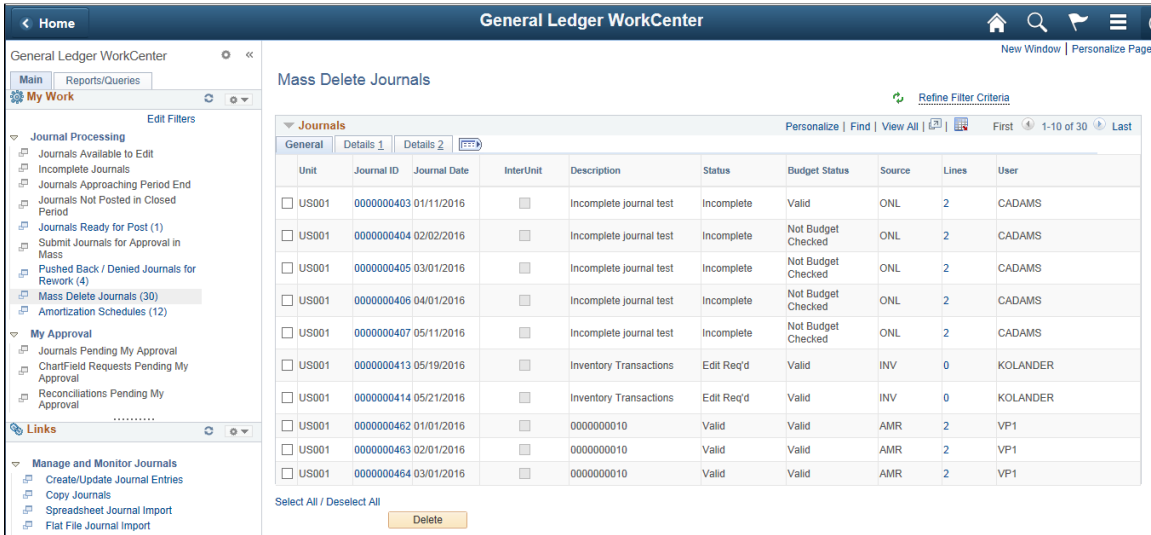 Home
General Ledger WorkCenter
New Window | Personalize Page
General Ledger WorkCenter
Main
Reports/Queries
My Work
Edit Filters
Journal Processing
Journals Available to Edit
Incomplete Journals
Journals Approaching Period End
Journals Not Posted in Closed
Period
Journals Ready for Post (1)
Submit Journals for Approval in
Mass
Pushed Back / Denied Journals for
Rework (4)
Mass Delete Journals (30)
Amortization Schedules (12)
My Approval
Journals Pending My Approval
ChartField Requests Pending My
Approval
Reconciliations Pending My
Approval
Links
Manage and Monitor Journals
Create/Update Journal Entries
Copy Journals
Spreadsheet Journal Import
Flat File Journal Import
Mass Delete Journals
Refine Filter Criteria
Journals
Personalize | Find | View All |
First 1-10 of 30 Last
General Details 1 Details 2
Unit Journal ID Journal Date InterUnit Description Status Budget Status Source Lines User
US001 0000000403 01/11/2016 Incomplete journal test Incomplete Valid ONL 2 CADAMS
US001 0000000404 02/02/2016 Incomplete journal test Incomplete Not Budget Checked ONL 2 CADAMS
US001 0000000405 03/01/2016 Incomplete journal test Incomplete Not Budget Checked ONL 2 CADAMS
US001 0000000406 04/01/2016 Incomplete journal test Incomplete Not Budget Checked ONL 2 CADAMS
US001 0000000407 05/11/2016 Incomplete journal test Incomplete Not Budget Checked ONL 2 CADAMS
US001 0000000413 05/19/2016 Inventory Transactions Edit Req'd Valid INV 0 KOLANDER
US001 0000000414 05/21/2016 Inventory Transactions Edit Req'd Valid INV 0 KOLANDER
US001 0000000462 01/01/2016 0000000010 Valid Valid AMR 2 VP1
US001 0000000463 02/01/2016 0000000010 Valid Valid AMR 2 VP1
US001 0000000464 03/01/2016 0000000010 Valid Valid AMR 2 VP1
Select All / Deselect All
Delete